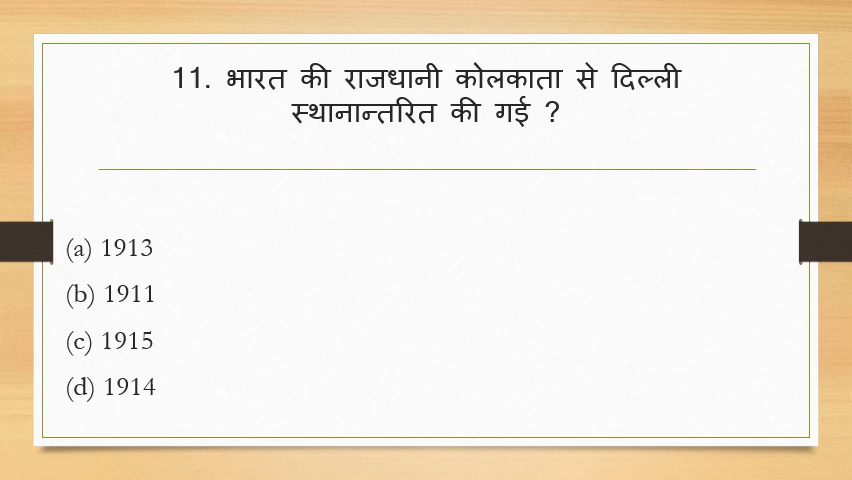 11. भारत की राजधानी कोलकाता से दिल्ली
स्थानान्तरित की गई ?
(a) 1913
(b) 1911
(c) 1915
(d) 1914